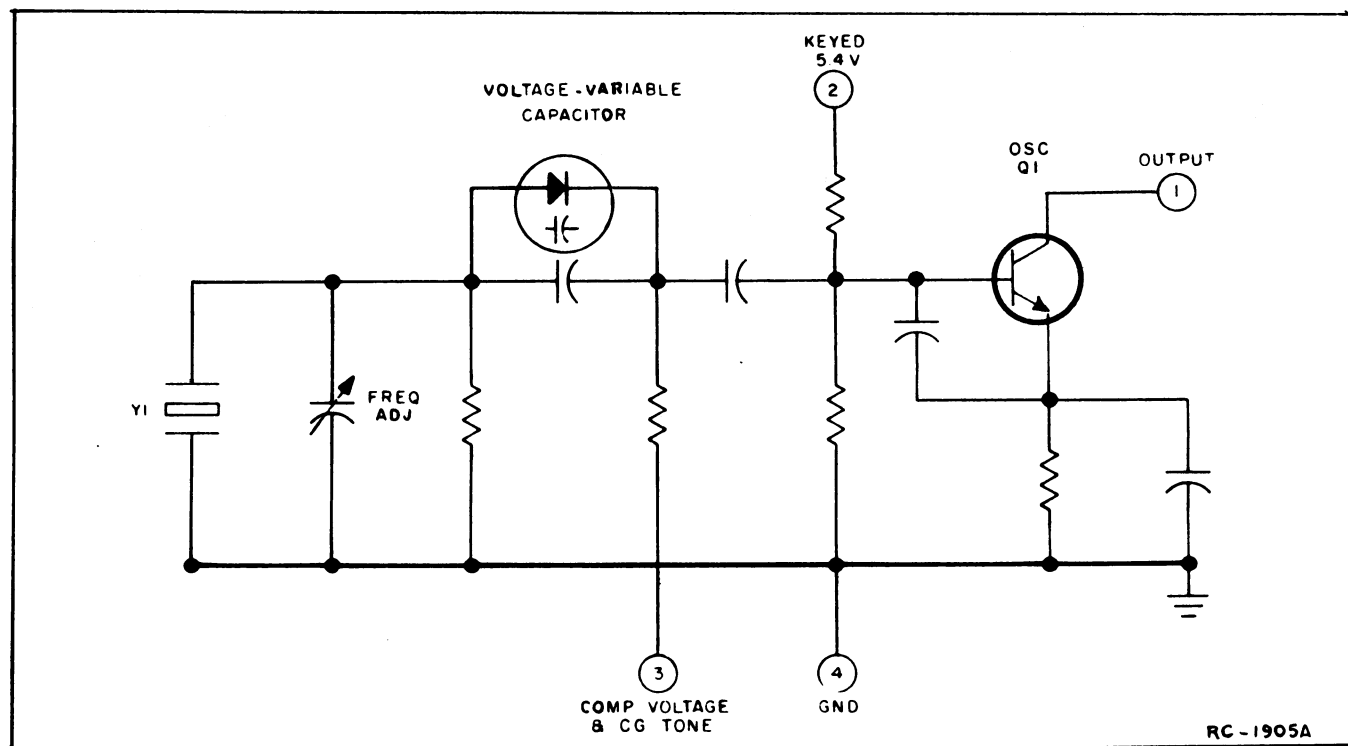 KEYED
5.4 V
2
VOLTAGE-VARIABLE
CAPACITOR
OSC
Q1
OUTPUT
1
Y1
FREQ
ADJ
3
COMP VOLTAGE
& CG TONE
4
GND
RC-1905A